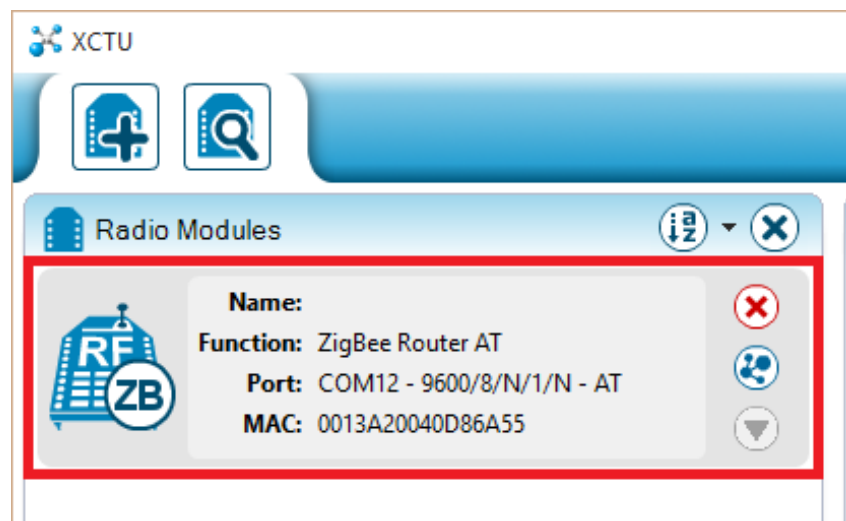 XCTU
Radio Modules
Name:
Function: ZigBee Router AT
Port: COM12 - 9600/8/N/1/N - AT
MAC: 0013A20040D86A55
RF
ZB